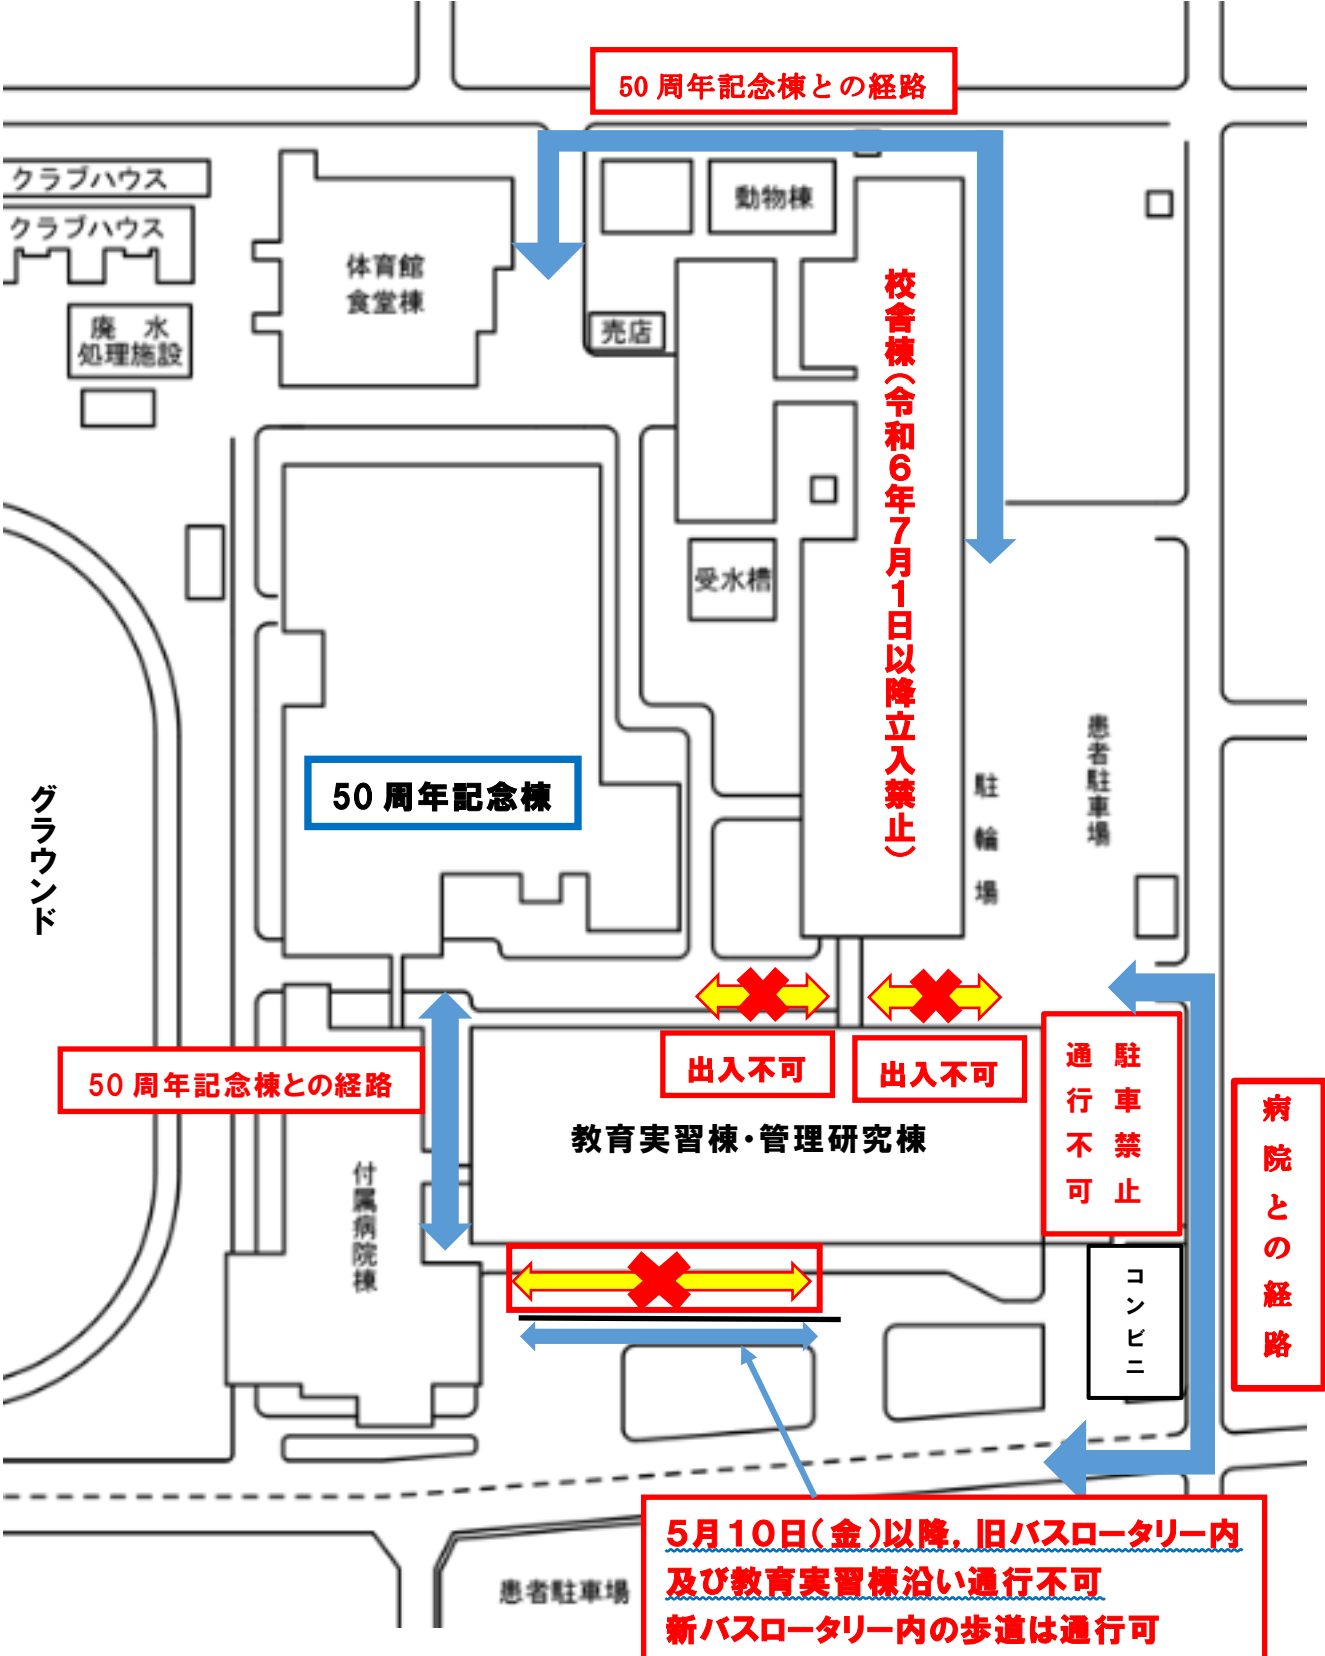 50 周年記念棟との経路
クラブハウス
クラブハウス
動物棟
体育館
食堂棟
売店
廃　水
処理施設
校舎棟（令和６年７月１日以降立入禁止）
受水槽
患者駐車場
50 周年記念棟
駐輪場
グラウンド
出入不可
出入不可
駐車禁止
通行不可
50 周年記念棟との経路
病院との経路
教育実習棟・管理研究棟
付属病院棟
コンビニ
５月１０日（金）以降，旧バスロータリー内
及び教育実習棟沿い通行不可
新バスロータリー内の歩道は通行可
患者駐車場